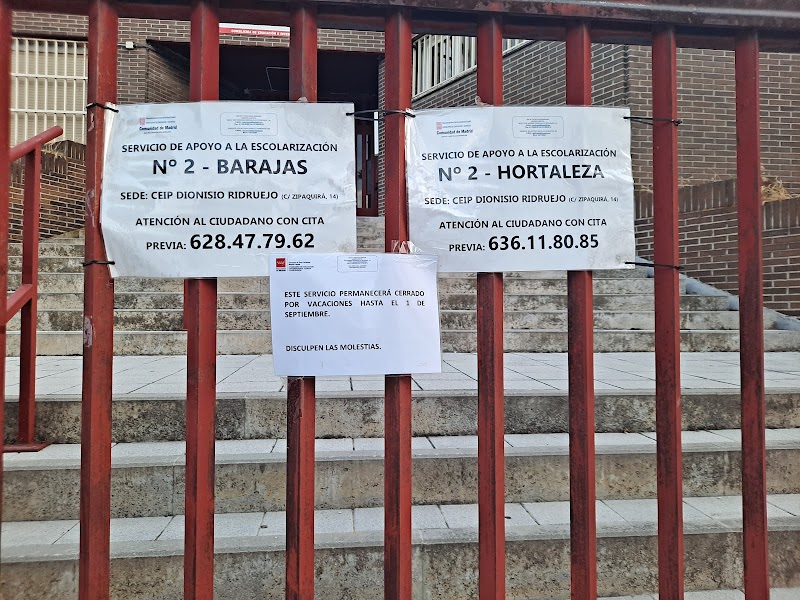 CONSEJERÍA DE EDUCACIÓN E
Comunidad de Madrid
SERVICIO DE APOYO A LA ESCOLARIZACIÓN
Nº 2 - BARAJAS
SEDE: CEIP DIONISIO RIDRUEJO (C/ ZIPAQUIRÁ, 14)
ATENCIÓN AL CIUDADANO CON CITA
PREVIA: 628.47.79.62
Comunidad de Madrid
SERVICIO DE APOYO A LA ESCOLARIZACIÓN
Nº 2 - HORTALEZA
SEDE: CEIP DIONISIO RIDRUEJO (C/ ZIPAQUIRÁ, 14)
ATENCIÓN AL CIUDADANO CON CITA
PREVIA: 636.11.80.85
ESTE SERVICIO PERMANECERÁ CERRADO
POR VACACIONES HASTA EL 1 DE
SEPTIEMBRE.
DISCULPEN LAS MOLESTIAS.